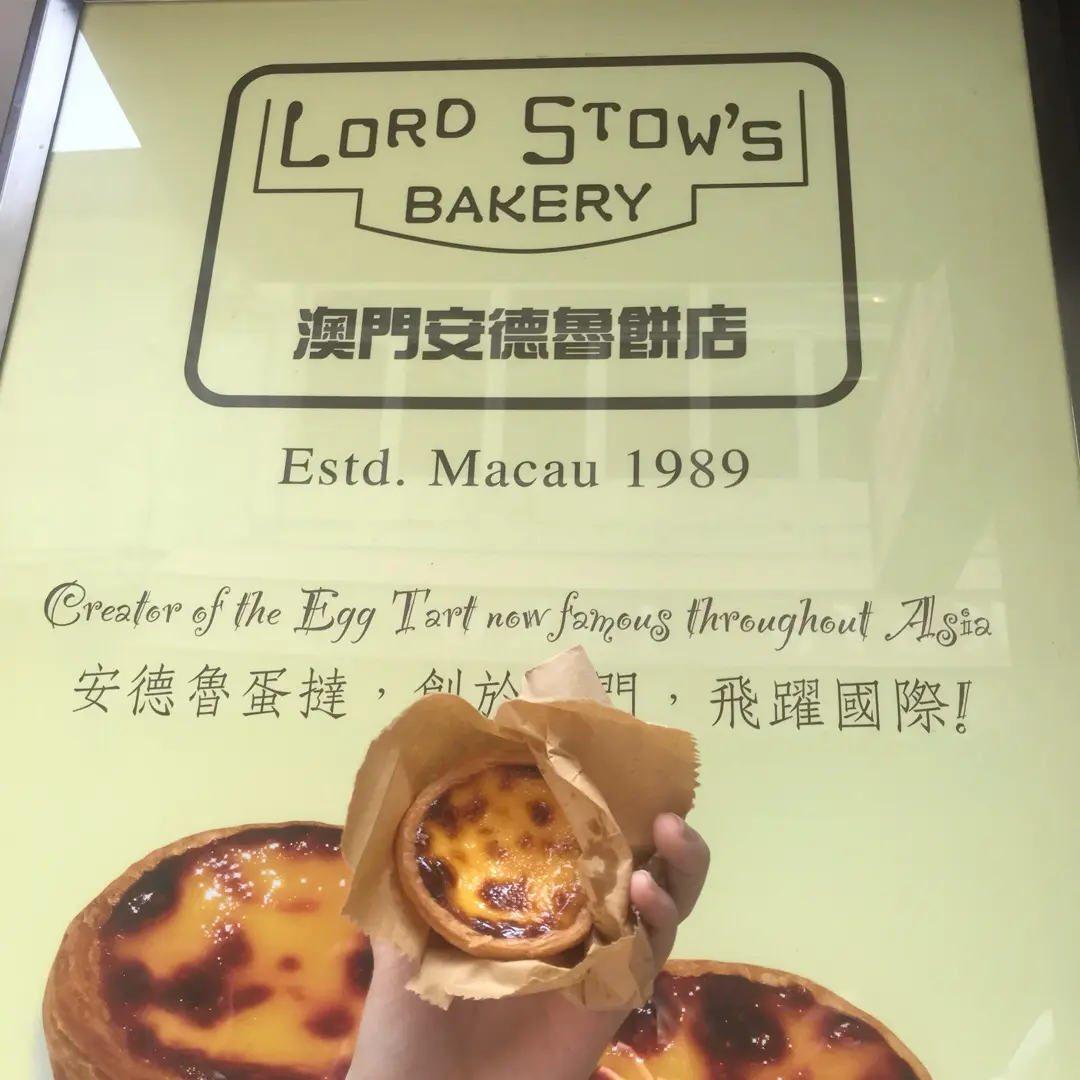 LORD STOW'S
BAKERY
澳門安德魯餅店
Estd. Macau 1989
Creator of the Egg Tart now famous throughout Asia
安德魯蛋撻，創於門，飛躍國際!